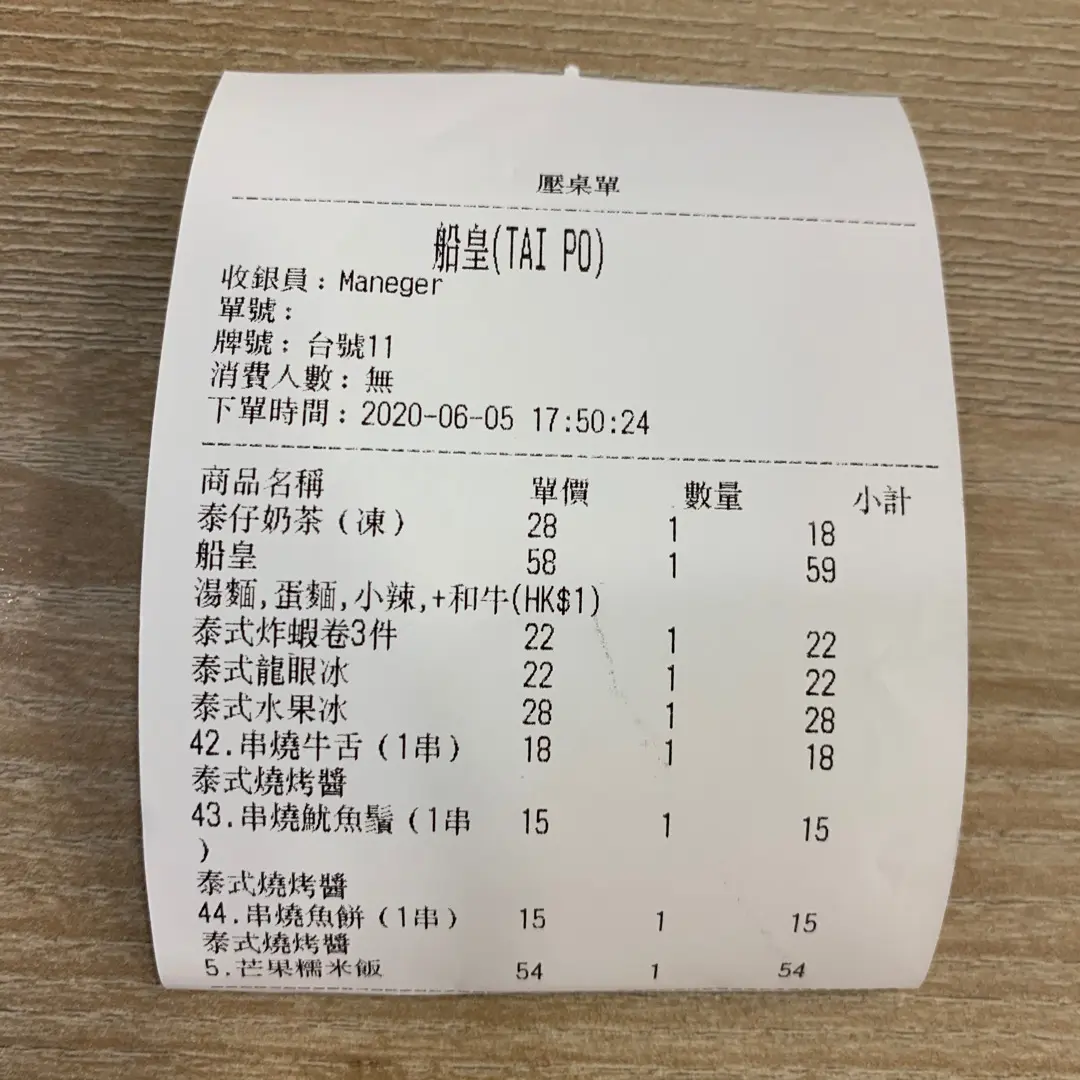 壓桌單
船皇(TAI PO)
收銀員：Maneger
單號：
牌號：台號11
消費人數：無
下單時間：2020-06-05 17:50:24
商品名稱 單價 數量 小計
泰仔奶茶（凍） 28 1 18
船皇 58 1 59
湯麵,蛋麵,小辣,+和牛(HK$1)
泰式炸蝦卷3件 22 1 22
泰式龍眼冰 22 1 22
泰式水果冰 28 1 28
42.串燒牛舌（1串） 18 1 18
泰式燒烤醬
43.串燒魷魚鬚（1串 15 1 15
）
泰式燒烤醬
44.串燒魚餅（1串） 15 1 15
泰式燒烤醬
5.芒果糯米飯 54 1 54